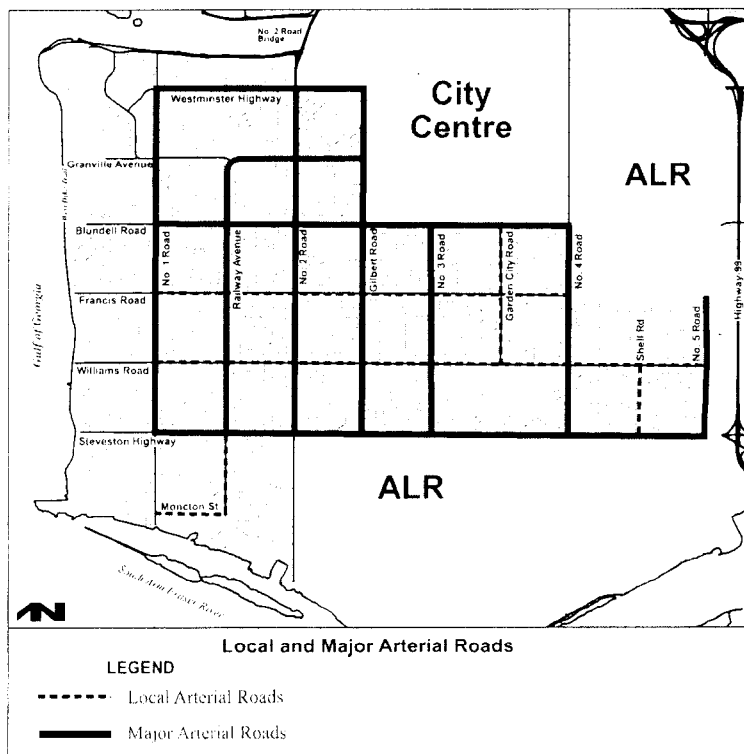 No. 2 Road
Bridge
Westminster Highway
City
Centre
Granville Avenue
ALR
Blundell Road
No. 1 Road
Railway Avenue
No. 2 Road
Gilbert Road
No. 3 Road
Garden City Road
No. 4 Road
Highway 99
Francis Road
Gulf of Georgia
Shell Rd
No. 5 Road
Williams Road
Steveston Highway
ALR
Moncton St
Fraser River
Local and Major Arterial Roads
LEGEND
Local Arterial Roads
Major Arterial Roads